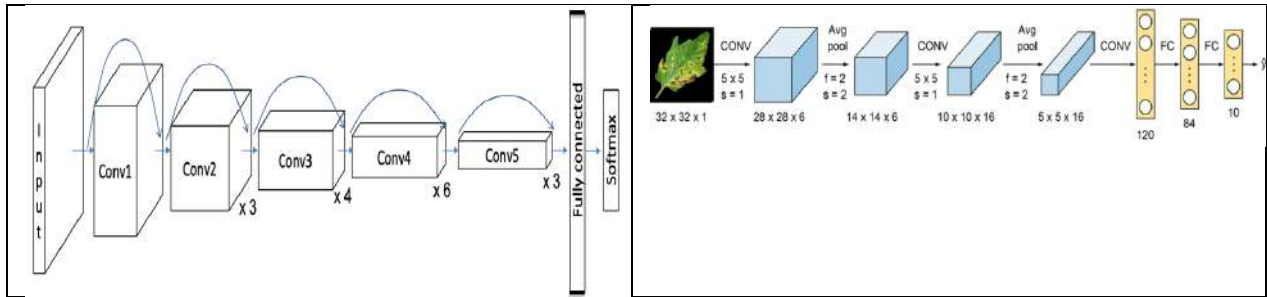 Input
Conv1
Conv2
x 3
Conv3
x 4
Conv4
x 6
Conv5
x 3
Fully connected
Softmax
32 x 32 x 1
CONV
5 x 5
s = 1
28 x 28 x 6
Avg
pool
f = 2
s = 2
14 x 14 x 6
CONV
5 x 5
s = 1
10 x 10 x 16
Avg
pool
f = 2
s = 2
5 x 5 x 16
CONV
120
FC
84
FC
10
ŷ